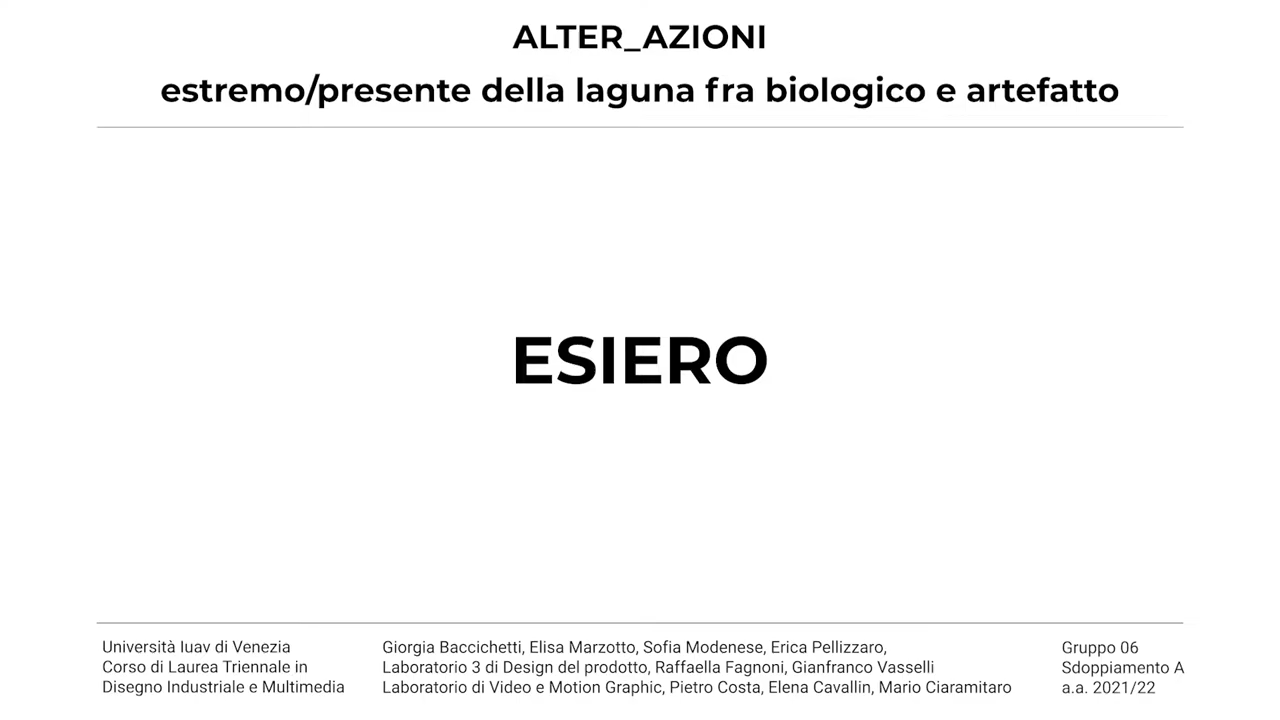 ALTER_AZIONI
estremo/presente della laguna fra biologico e artefatto
ESIERO
Università Iuav di Venezia
Corso di Laurea Triennale in
Disegno Industriale e Multimedia
Giorgia Baccichetti, Elisa Marzotto, Sofia Modenese, Erica Pellizzaro,
Laboratorio 3 di Design del prodotto, Raffaella Fagnoni, Gianfranco Vasselli
Laboratorio di Video e Motion Graphic, Pietro Costa, Elena Cavallin, Mario Ciaramitaro
Gruppo 06
Sdoppiamento A
a.a. 2021/22